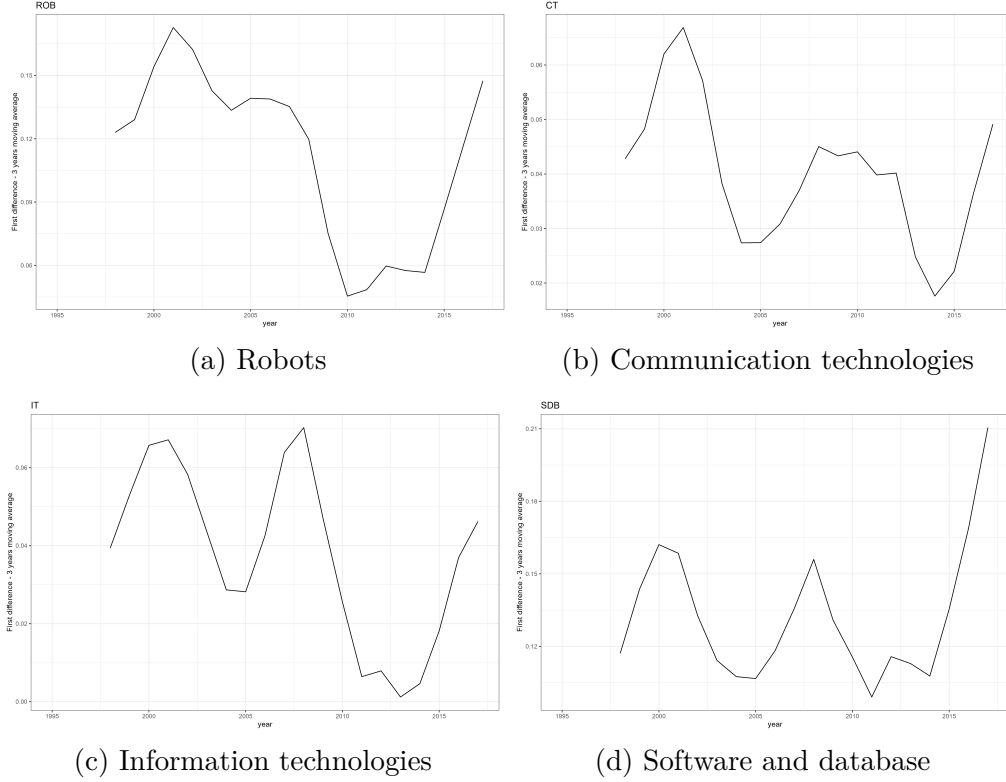 ROB
First difference - 3 years moving average
0.15
0.12
0.09
0.06
1995
2000
2005
2010
2015
year
(a) Robots
CT
First difference - 3 years moving average
0.06
0.05
0.04
0.03
0.02
1995
2000
2005
2010
2015
year
(b) Communication technologies
IT
First difference - 3 years moving average
0.06
0.04
0.02
0.00
1995
2000
2005
2010
2015
year
(c) Information technologies
SDB
First difference - 3 years moving average
0.21
0.18
0.15
0.12
1995
2000
2005
2010
2015
year
(d) Software and database